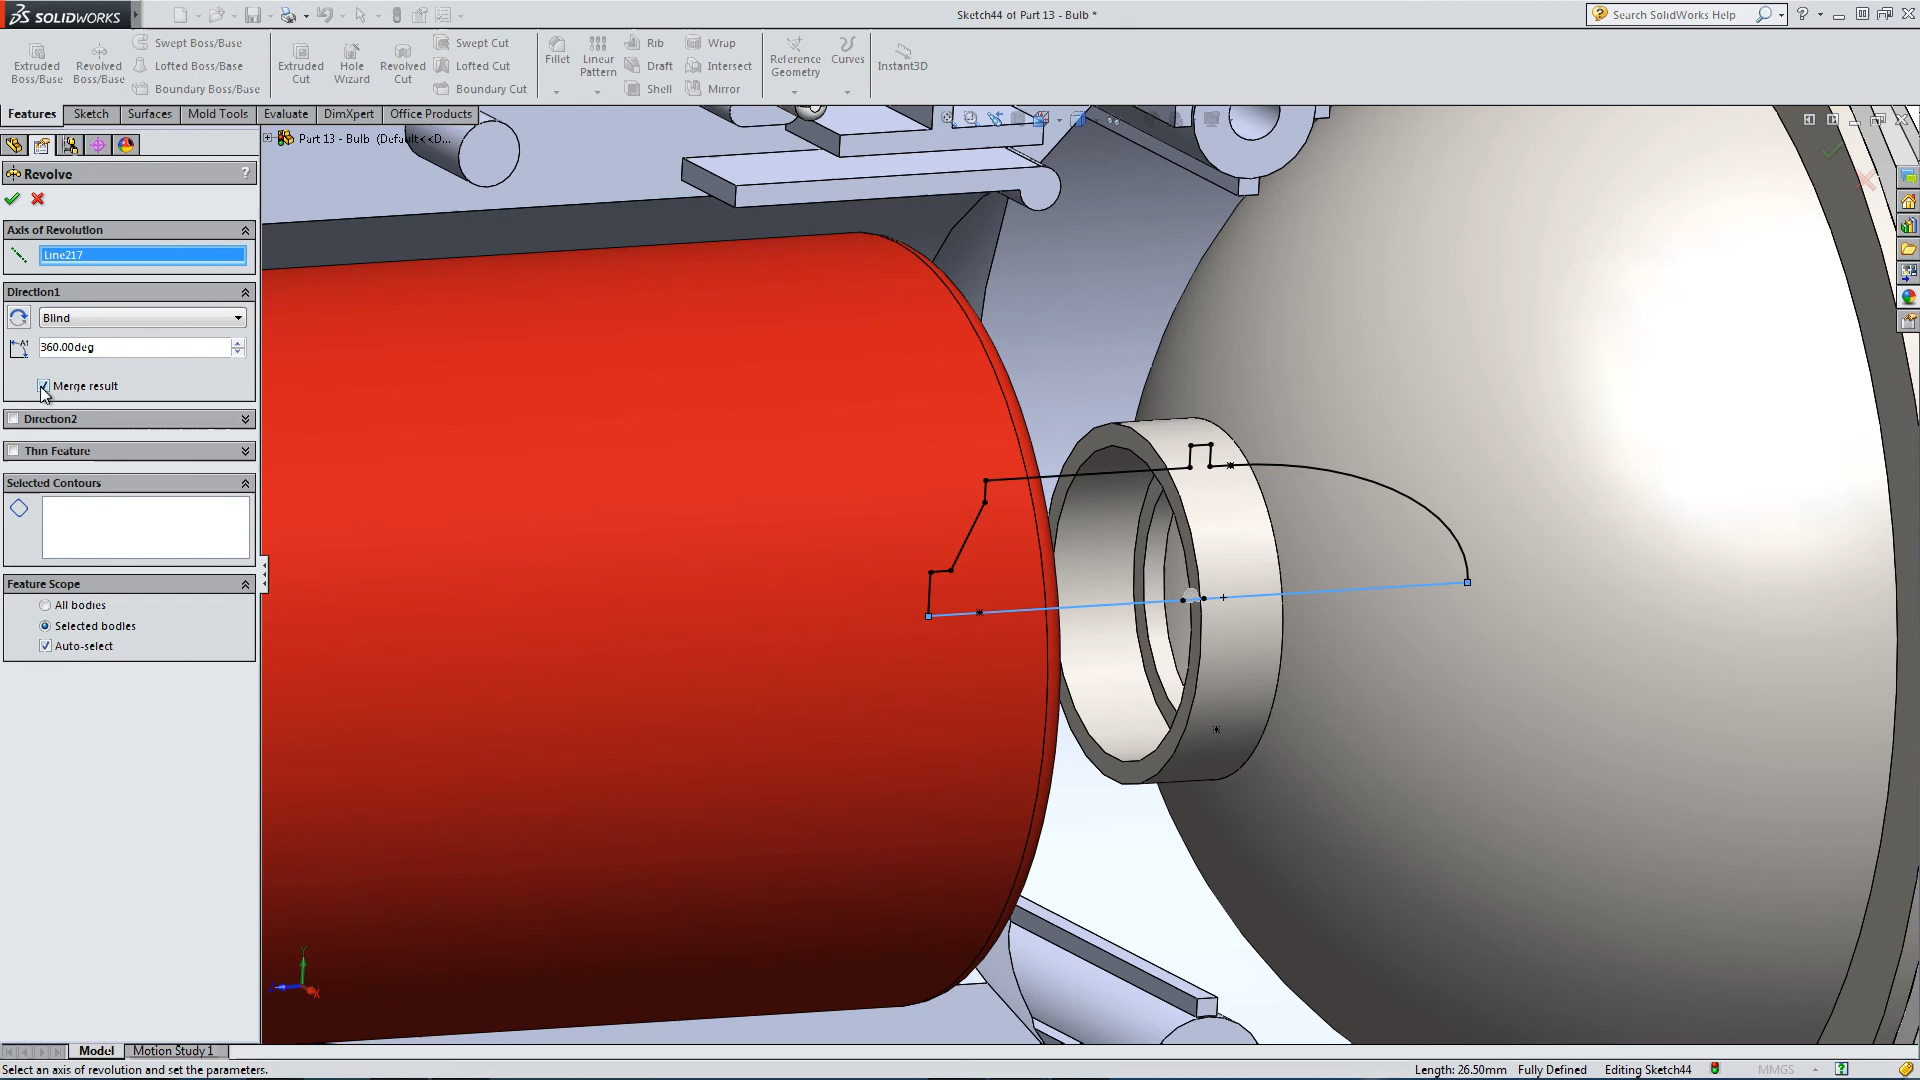 SOLIDWORKS
Sketch44 of Part 13 - Bulb *
Search SolidWorks Help
Extruded Boss/Base
Revolved Boss/Base
Swept Boss/Base
Lofted Boss/Base
Boundary Boss/Base
Extruded Cut
Hole Wizard
Revolved Cut
Swept Cut
Lofted Cut
Boundary Cut
Fillet
Linear Pattern
Rib
Draft
Shell
Wrap
Intersect
Mirror
Reference Geometry
Curves
Instant3D
Features
Sketch
Surfaces
Mold Tools
Evaluate
DimXpert
Office Products
Part 13 - Bulb (Default<<D...
Revolve
?
Axis of Revolution
Line217
Direction1
Blind
A1
360.00deg
Merge result
Direction2
Thin Feature
Selected Contours
Feature Scope
All bodies
Selected bodies
Auto-select
Y
Z
X
Model
Motion Study 1
Select an axis of revolution and set the parameters.
Length: 26.50mm
Fully Defined
Editing Sketch44
MMGS